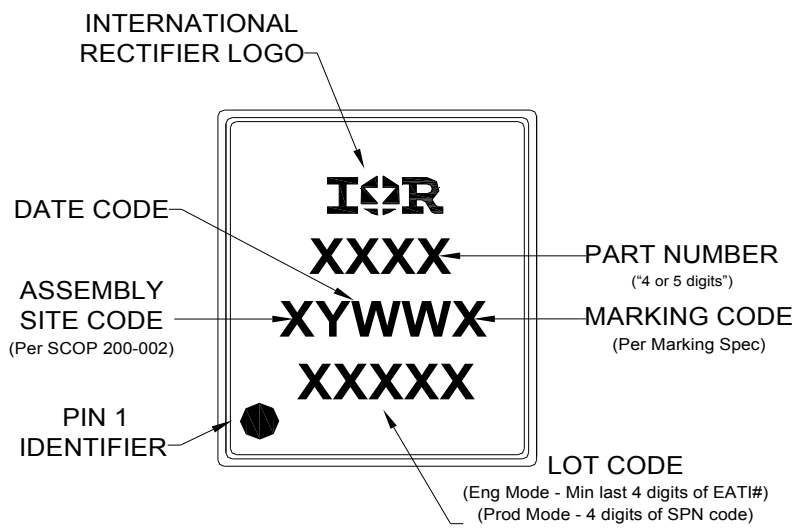 INTERNATIONAL
RECTIFIER LOGO
IOR
DATE CODE
XXXX
PART NUMBER
(“4 or 5 digits”)
ASSEMBLY
SITE CODE
(Per SCOP 200-002)
XYWWX
MARKING CODE
(Per Marking Spec)
XXXXX
PIN 1
IDENTIFIER
LOT CODE
(Eng Mode - Min last 4 digits of EATI#)
(Prod Mode - 4 digits of SPN code)